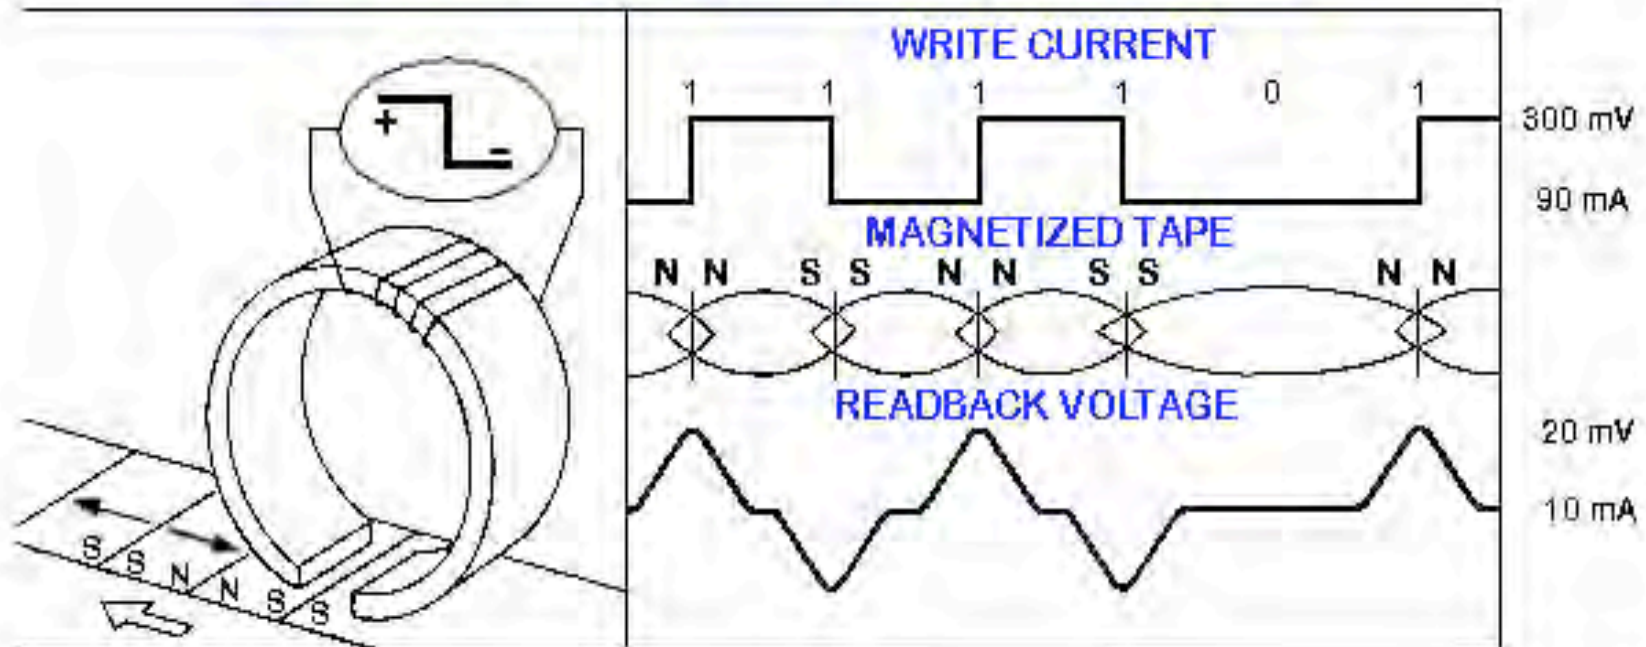 +
-
S S N N S S
WRITE CURRENT
1 1 1 1 0 1
300 mV
90 mA
MAGNETIZED TAPE
N N S S N N S S N N
READBACK VOLTAGE
20 mV
10 mA